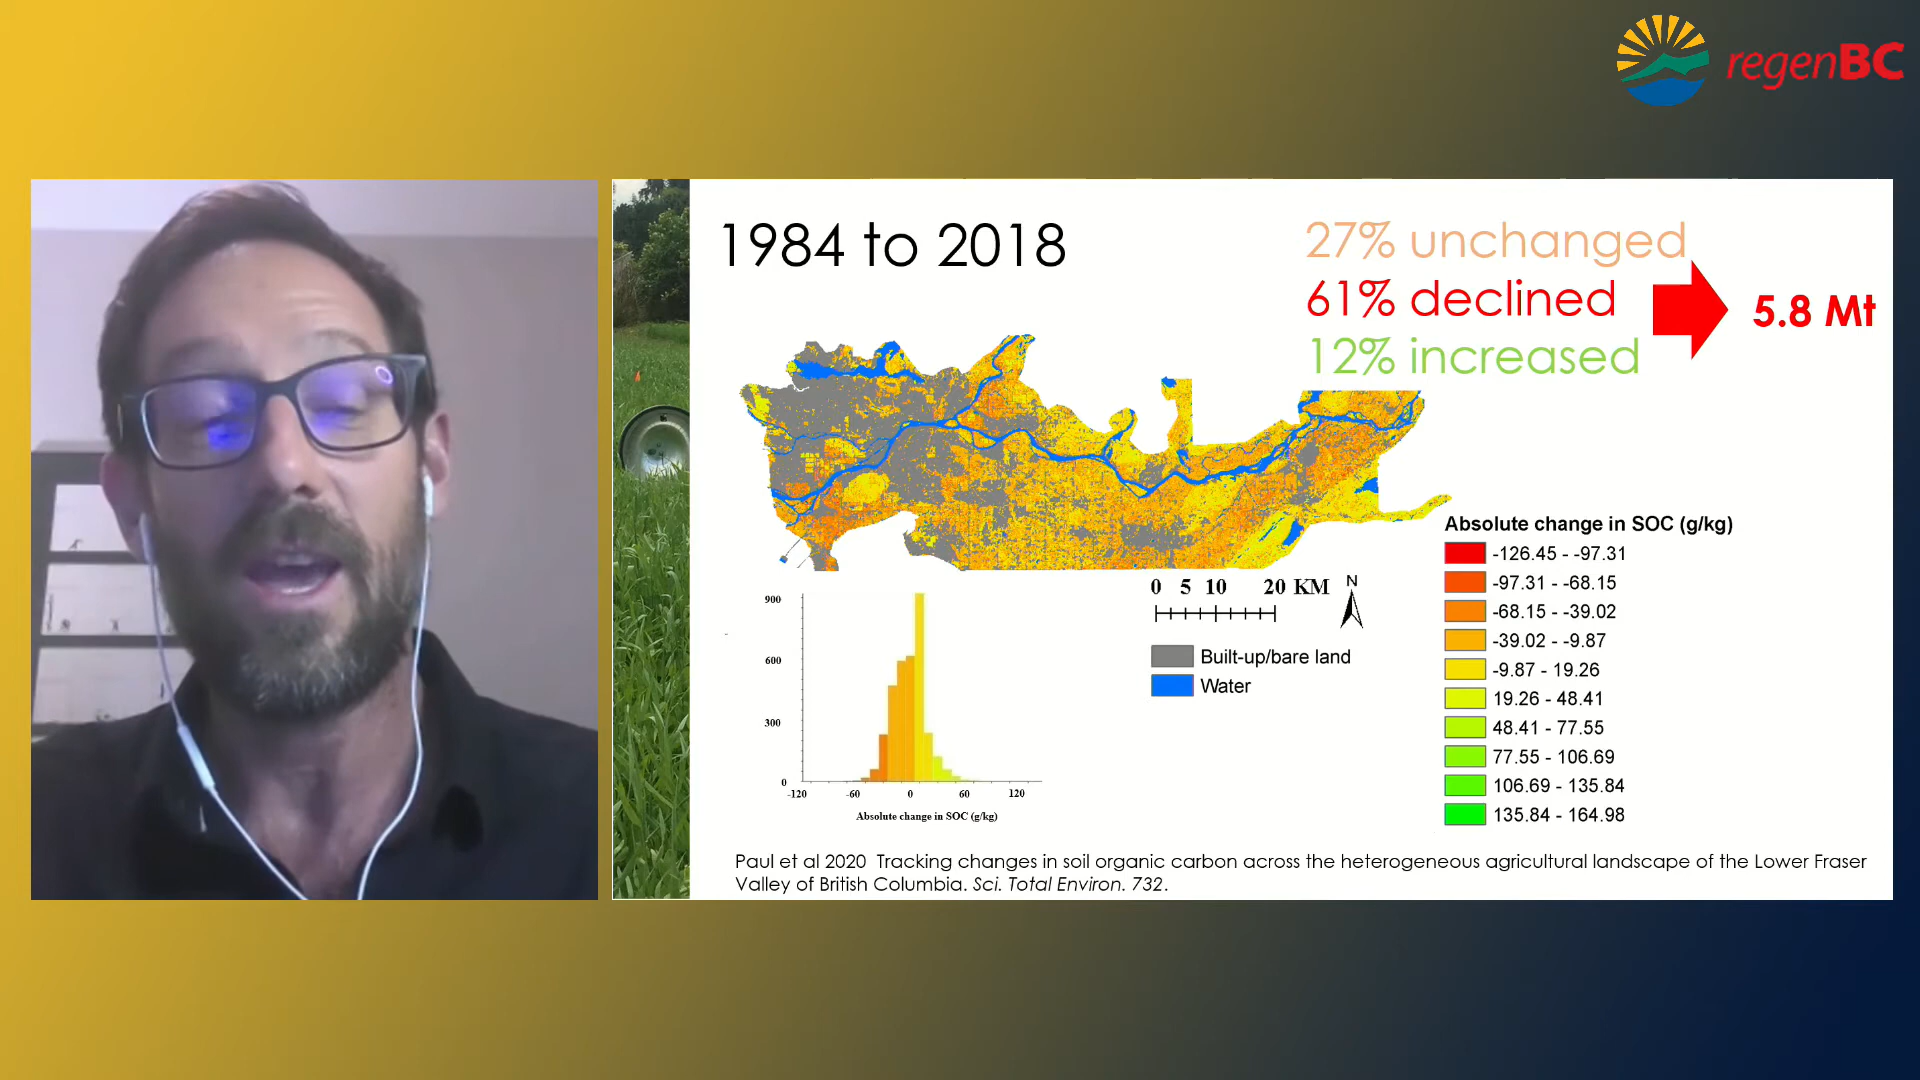 regenBC
1984 to 2018
27% unchanged
61% declined
12% increased
5.8 Mt
Absolute change in SOC (g/kg)
-126.45 - -97.31
-97.31 - -68.15
-68.15 - -39.02
-39.02 - -9.87
-9.87 - 19.26
19.26 - 48.41
48.41 - 77.55
77.55 - 106.69
106.69 - 135.84
135.84 - 164.98
0 5 10 20 KM
N
Built-up/bare land
Water
900
600
300
0
-120 -60 0 60 120
Absolute change in SOC (g/kg)
Paul et al 2020 Tracking changes in soil organic carbon across the heterogeneous agricultural landscape of the Lower Fraser
Valley of British Columbia. Sci. Total Environ. 732.